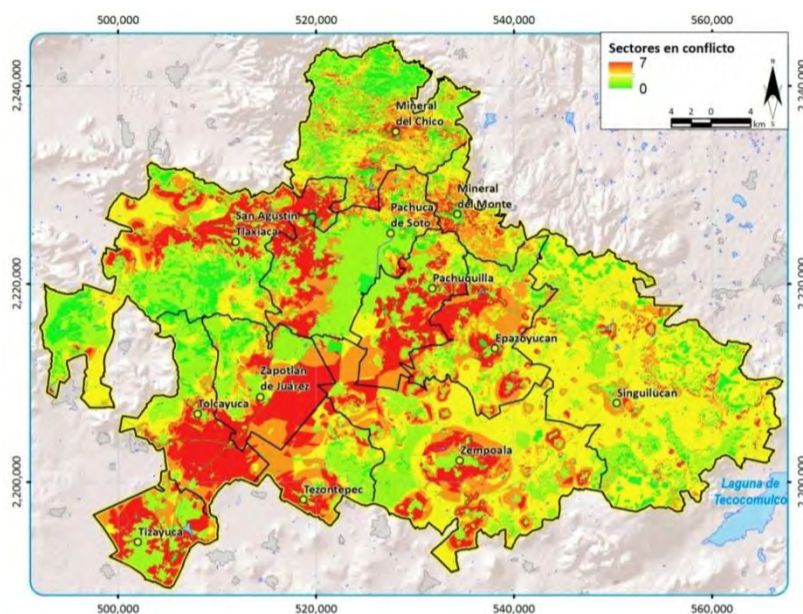 500,000 520,000 540,000 560,000
Sectores en conflicto
7
0
N
S
4 2 0 4
km
2,240,000
2,240,000
Mineral
del Chico
Mineral
del Monte
San Agustín
Tlaxiaca
Pachuca
de Soto
2,220,000
2,220,000
Pachuquilla
Epazoyucan
Zapotlán
de Juárez
Tolcayuca
Singuilucan
Zempoala
2,200,000
2,200,000
Tezontepec
Laguna de
Tecocomulco
Tizayuca
500,000 520,000 540,000 560,000